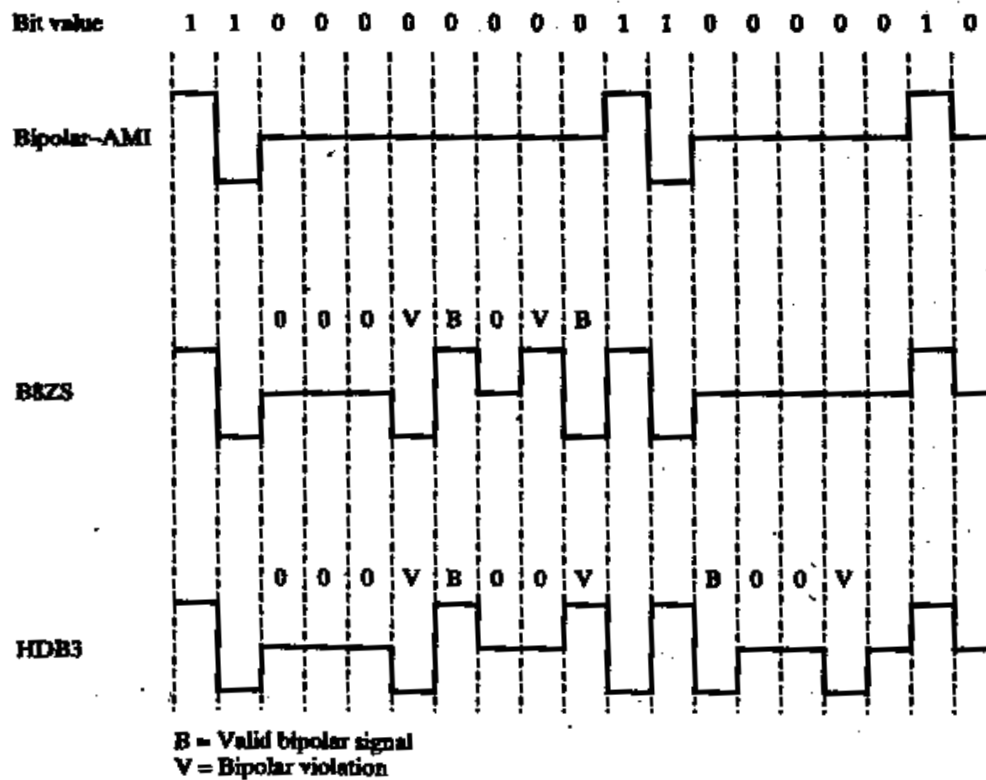 Bit value 1 1 0 0 0 0 0 0 0 0 1 1 0 0 0 0 0 1 0
Bipolar-AMI
0 0 0 V B 0 V B
B8ZS
0 0 0 V B 0 0 V B 0 0 V
HDB3
B = Valid bipolar signal
V = Bipolar violation